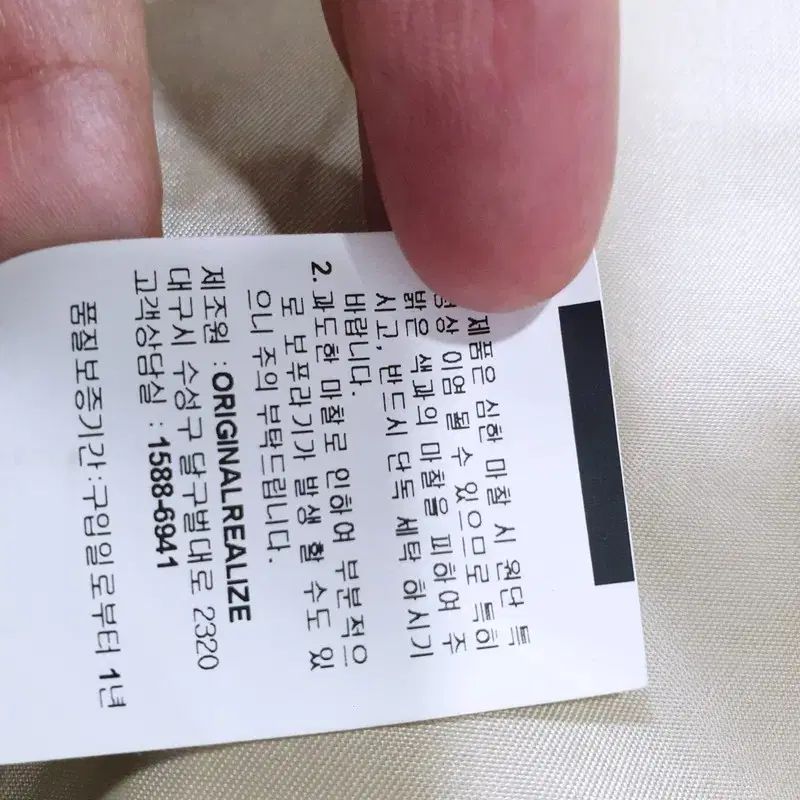 제품은 심한 마찰 시 원단 특
성상 이염 될 수 있으므로 특히
밝은 색과의 마찰을 피하여 주
시고, 반드시 단독 세탁 하시기
바랍니다.
2. 과도한 마찰로 인하여 부분적으
로 보푸라기가 발생 할 수도 있
으니 주의 부탁드립니다.
제조원 : ORIGINALREALIZE
대구시 수성구 달구벌대로 2320
고객상담실 : 1588-6941
품질보증기간:구입일로부터 1년